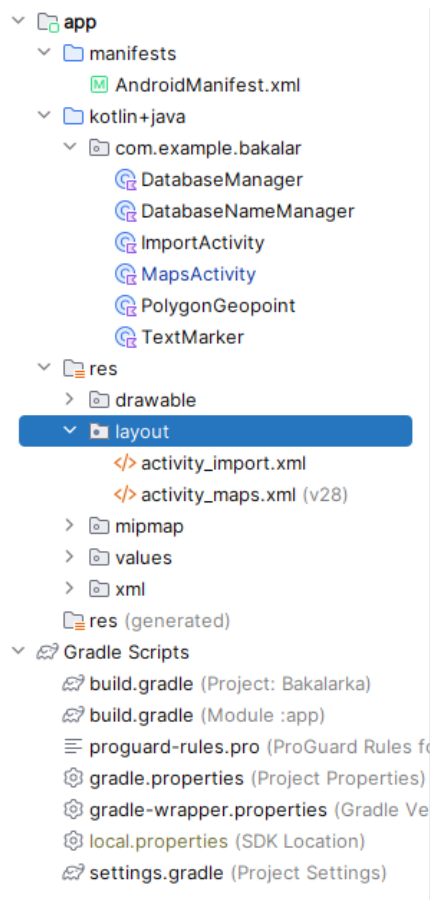 app
manifests
AndroidManifest.xml
kotlin+java
com.example.bakalar
DatabaseManager
DatabaseNameManager
ImportActivity
MapsActivity
PolygonGeopoint
TextMarker
res
drawable
layout
activity_import.xml
activity_maps.xml (v28)
mipmap
values
xml
res (generated)
Gradle Scripts
build.gradle (Project: Bakalarka)
build.gradle (Module :app)
proguard-rules.pro (ProGuard Rules fo
gradle.properties (Project Properties)
gradle-wrapper.properties (Gradle Ve
local.properties (SDK Location)
settings.gradle (Project Settings)